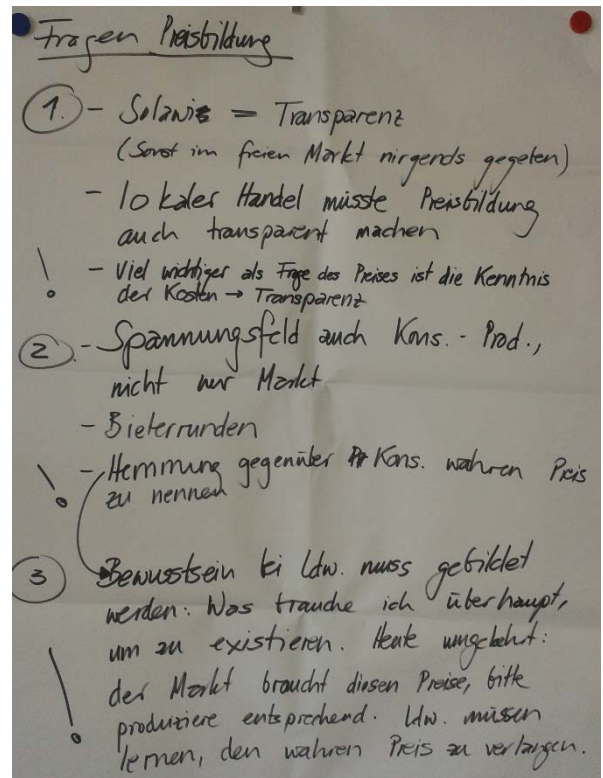 Fragen Preisbildung
1. - Solawis = Transparenz
(Sonst im freien Markt nirgends gegeben)
- lokaler Handel müsste Preisbildung
auch transparent machen
! - Viel wichtiger als Frage des Preises ist die Kenntnis
der Kosten → Transparenz
2. - Spannungsfeld auch Kons. - Prod.,
nicht nur Markt
- Bieterrunden
! - Hemmung gegenüber Kons. wahren Preis
zu nennen
3 Bewusstsein bei Ldw. muss gebildet
werden: Was brauche ich überhaupt,
um zu existieren. Heute umgekehrt:
! der Markt braucht diesen Preise, bitte
produziere entsprechend. Ldw. müssen
lernen, den wahren Preis zu verlangen.